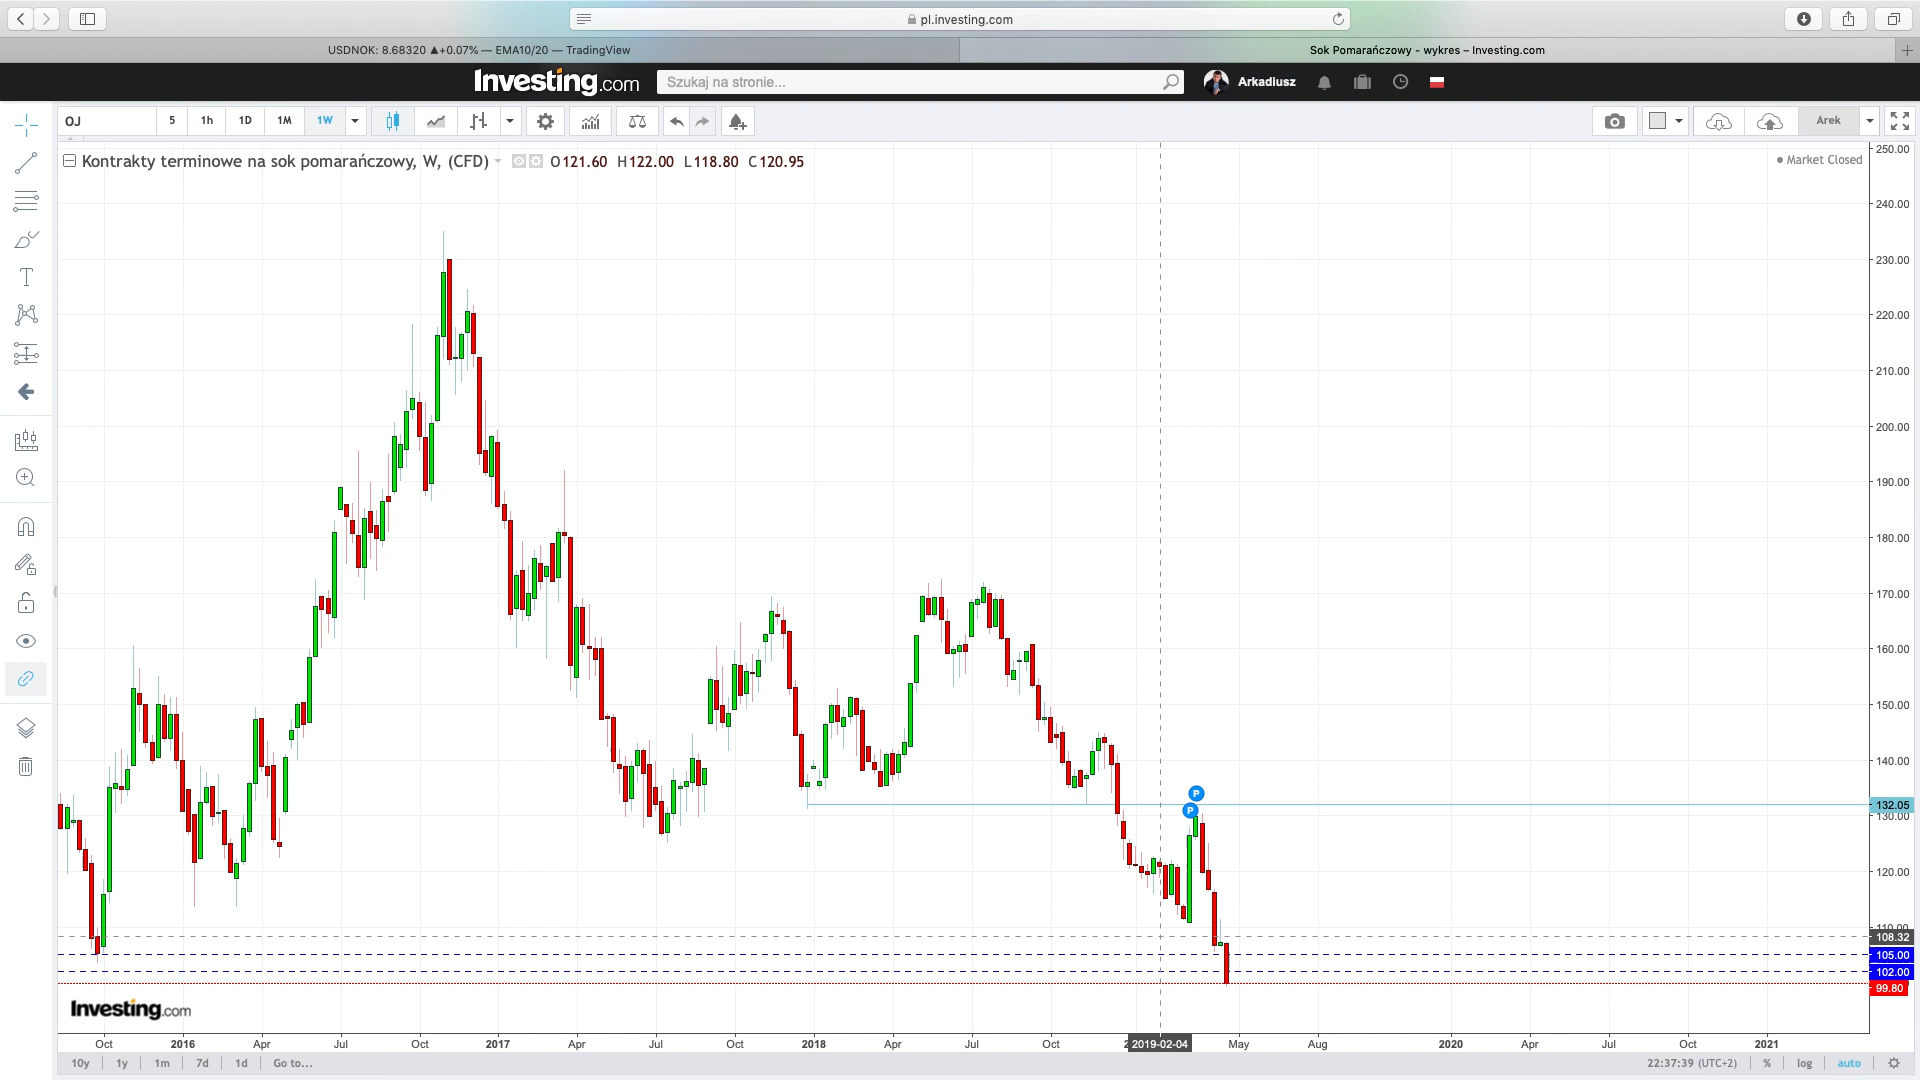 pl.investing.com
USDNOK: 8.68320 ▲+0.07% — EMA10/20 — TradingView
Sok Pomarańczowy - wykres – Investing.com
Investing.com
Szukaj na stronie...
Arkadiusz
OJ
5
1h
1D
1M
1W
Arek
Kontrakty terminowe na sok pomarańczowy, W, (CFD)
O121.60 H122.00 L118.80 C120.95
Market Closed
250.00
240.00
230.00
220.00
210.00
200.00
190.00
180.00
170.00
160.00
150.00
140.00
132.05
130.00
120.00
110.00
108.32
105.00
102.00
99.80
P
P
Investing.com
Oct
2016
Apr
Jul
Oct
2017
Apr
Jul
Oct
2018
Apr
Jul
Oct
2019-02-04
May
Aug
2020
Apr
Jul
Oct
2021
10y
1y
1m
7d
1d
Go to...
22:37:39 (UTC+2)
%
log
auto